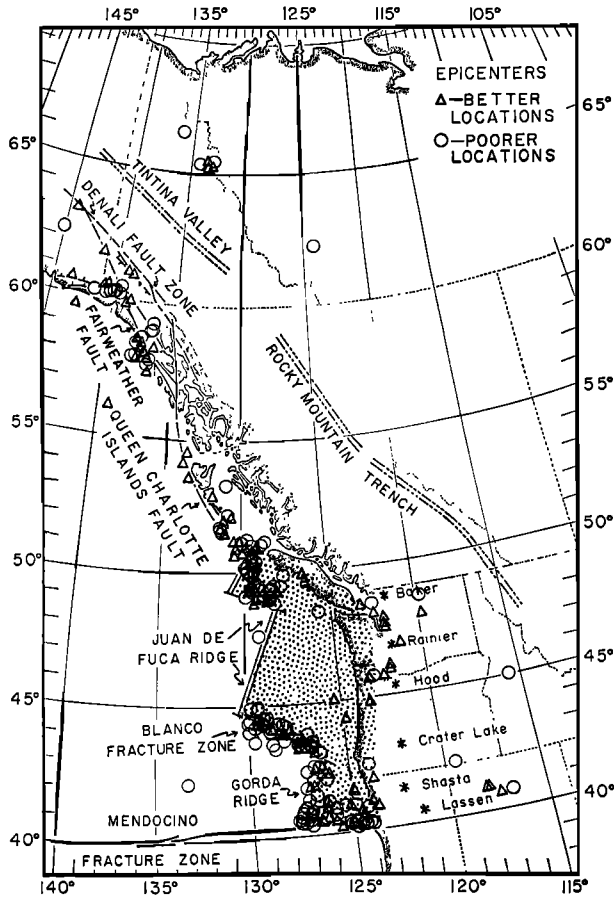 145° 135° 125° 115° 105°
EPICENTERS
△–BETTER
LOCATIONS
○–POORER
LOCATIONS
65°
65°
TINTINA VALLEY
DENALI FAULT ZONE
60°
60°
FAIRWEATHER
FAULT
ROCKY MOUNTAIN
TRENCH
55°
55°
QUEEN CHARLOTTE
ISLANDS FAULT
50°
50°
Baker
JUAN DE
FUCA RIDGE
Rainier
Hood
45°
45°
BLANCO
FRACTURE ZONE
Crater Lake
GORDA
RIDGE
Shasta
Lassen
40°
40°
MENDOCINO
FRACTURE ZONE
140° 135° 130° 125° 120° 115°